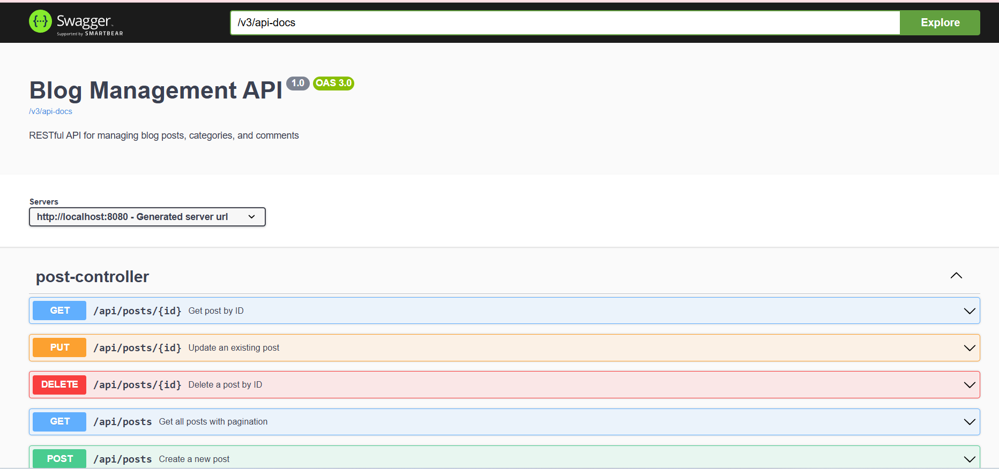 Swagger
Supported by SMARTBEAR
/v3/api-docs
Explore
Blog Management API 1.0 OAS 3.0
/v3/api-docs
RESTful API for managing blog posts, categories, and comments
Servers
http://localhost:8080 - Generated server url
post-controller
GET /api/posts/{id} Get post by ID
PUT /api/posts/{id} Update an existing post
DELETE /api/posts/{id} Delete a post by ID
GET /api/posts Get all posts with pagination
POST /api/posts Create a new post